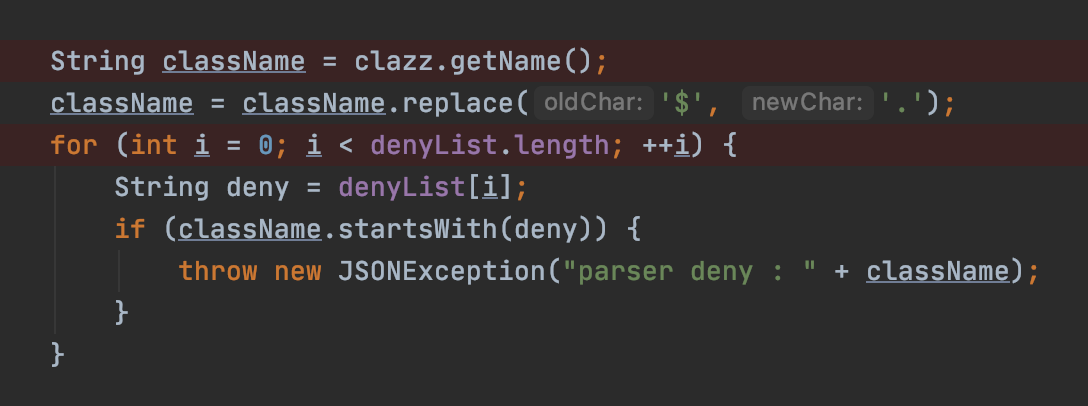 String className = clazz.getName();
className = className.replace( oldChar: '$', newChar: '.');
for (int i = 0; i < denyList.length; ++i) {
String deny = denyList[i];
if (className.startsWith(deny)) {
throw new JSONException("parser deny : " + className);
}
}